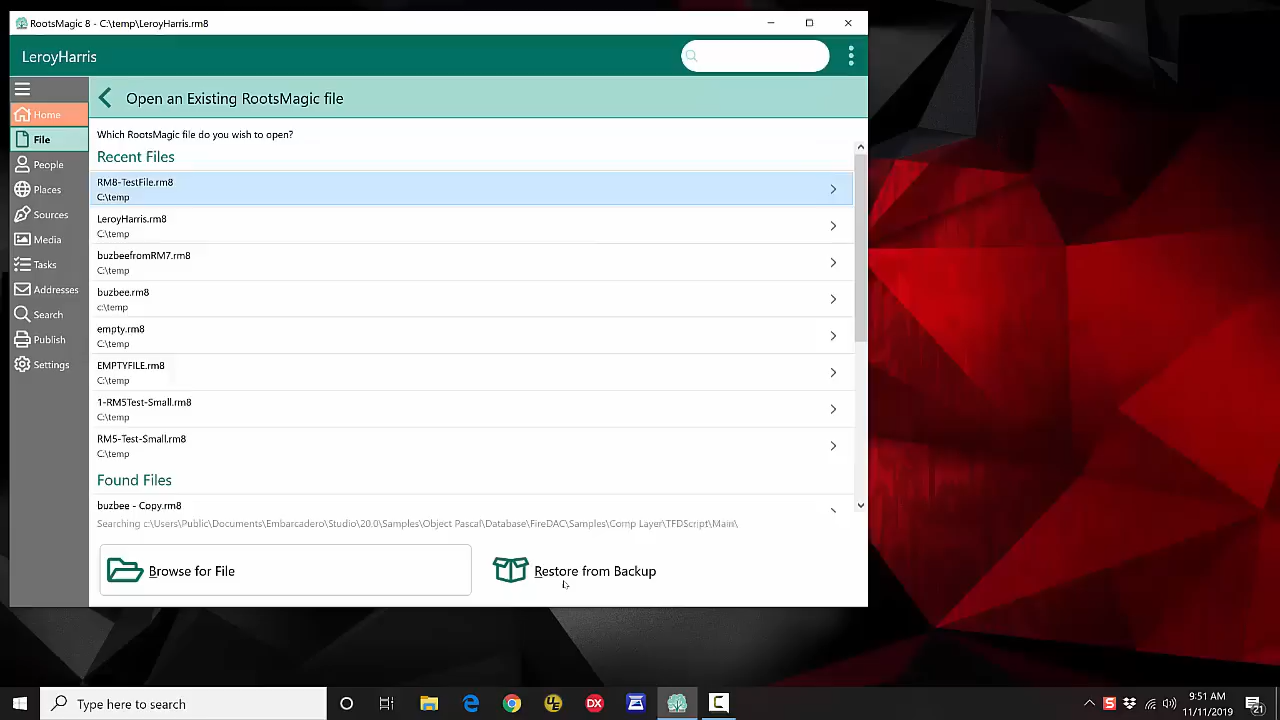 RootsMagic 8 - C:\temp\LeroyHarris.rm8
LeroyHarris
Open an Existing RootsMagic file
Home
File
People
Places
Sources
Media
Tasks
Addresses
Search
Publish
Settings
Which RootsMagic file do you wish to open?
Recent Files
RM8-TestFile.rm8
C:\temp
LeroyHarris.rm8
C:\temp
buzbeefromRM7.rm8
C:\temp
buzbee.rm8
c:\temp
empty.rm8
C:\temp
EMPTYFILE.rm8
C:\temp
1-RM5Test-Small.rm8
C:\temp
RM5-Test-Small.rm8
C:\temp
Found Files
buzbee - Copy.rm8
Searching c:\Users\Public\Documents\Embarcadero\Studio\20.0\Samples\Object Pascal\Database\FireDAC\Samples\Comp Layer\TFDScript\Main\
Browse for File
Restore from Backup
Type here to search
DX
9:51 AM
11/11/2019
21